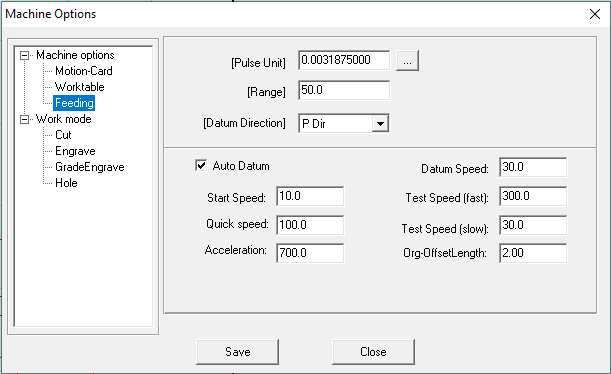 Machine Options
Machine options
Motion-Card
Worktable
Feeding
Work mode
Cut
Engrave
GradeEngrave
Hole
[Pulse Unit] 0.0031875000 ...
[Range] 50.0
[Datum Direction] P Dir
Auto Datum
Start Speed: 10.0
Quick speed: 100.0
Acceleration: 700.0
Datum Speed: 30.0
Test Speed (fast): 300.0
Test Speed (slow): 30.0
Org-OffsetLength: 2.00
Save Close